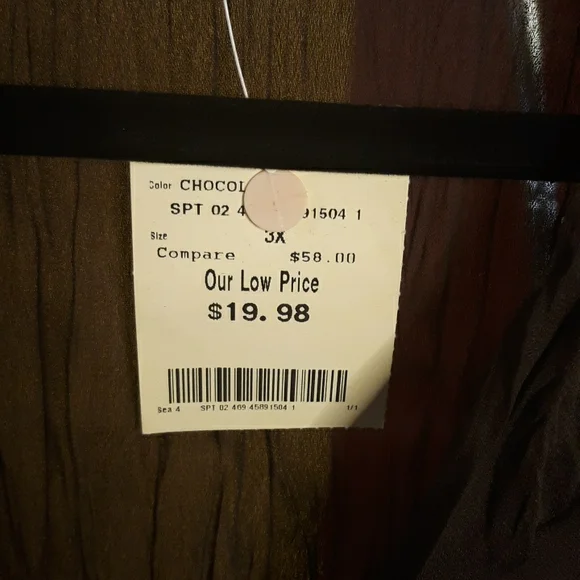 Color CHOCOL
SPT 02 4 91504 1
Size 3X
Compare $58.00
Our Low Price
$19.98
Sea 4 SPT 02 469 45891504 1 1/1